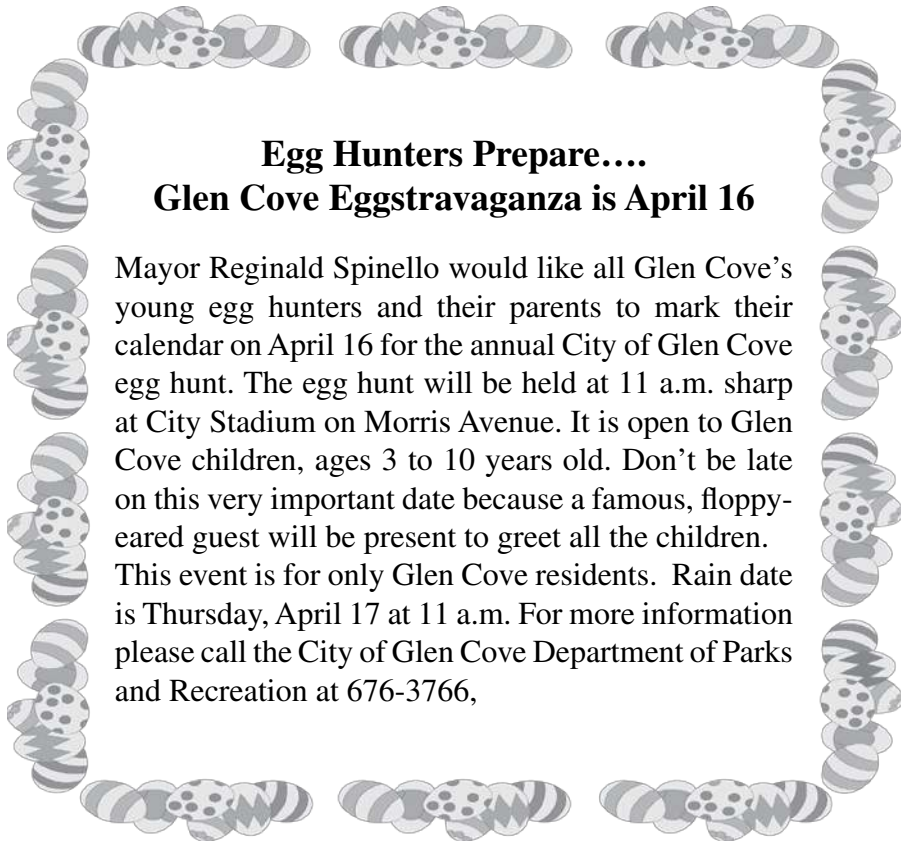 Egg Hunters Prepare….
Glen Cove Eggstravaganza is April 16
Mayor Reginald Spinello would like all Glen Cove’s
young egg hunters and their parents to mark their
calendar on April 16 for the annual City of Glen Cove
egg hunt. The egg hunt will be held at 11 a.m. sharp
at City Stadium on Morris Avenue. It is open to Glen
Cove children, ages 3 to 10 years old. Don’t be late
on this very important date because a famous, floppy-
eared guest will be present to greet all the children.
This event is for only Glen Cove residents.  Rain date
is Thursday, April 17 at 11 a.m. For more information
please call the City of Glen Cove Department of Parks
and Recreation at 676-3766,